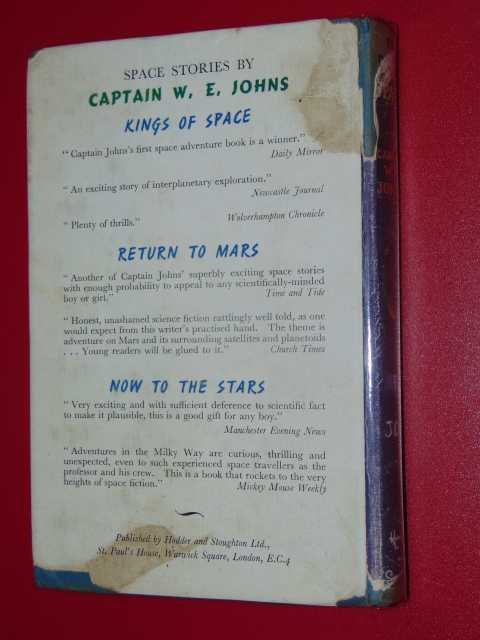 SPACE STORIES BY
CAPTAIN W. E. JOHNS
KINGS OF SPACE
"Captain Johns's first space adventure book is a winner."
Daily Mirror
"An exciting story of interplanetary exploration."
Newcastle Journal
"Plenty of thrills." Wolverhampton Chronicle
RETURN TO MARS
"Another of Captain Johns' superbly exciting space stories
with enough probability to appeal to any scientifically-minded
boy or girl." Time and Tide
"Honest, unashamed science fiction rattlingly well told, as one
would expect from this writer's practised hand. The theme is
adventure on Mars and its surrounding satellites and planetoids
. . . Young readers will be glued to it." Church Times
NOW TO THE STARS
"Very exciting and with sufficient deference to scientific fact
to make it plausible, this is a good gift for any boy."
Manchester Evening News
"Adventures in the Milky Way are curious, thrilling and
unexpected, even to such experienced space travellers as the
professor and his crew. This is a book that rockets to the very
heights of space fiction." Mickey Mouse Weekly
Published by Hodder and Stoughton Ltd.,
St. Paul's House, Warwick Square, London, E.C.4
W.